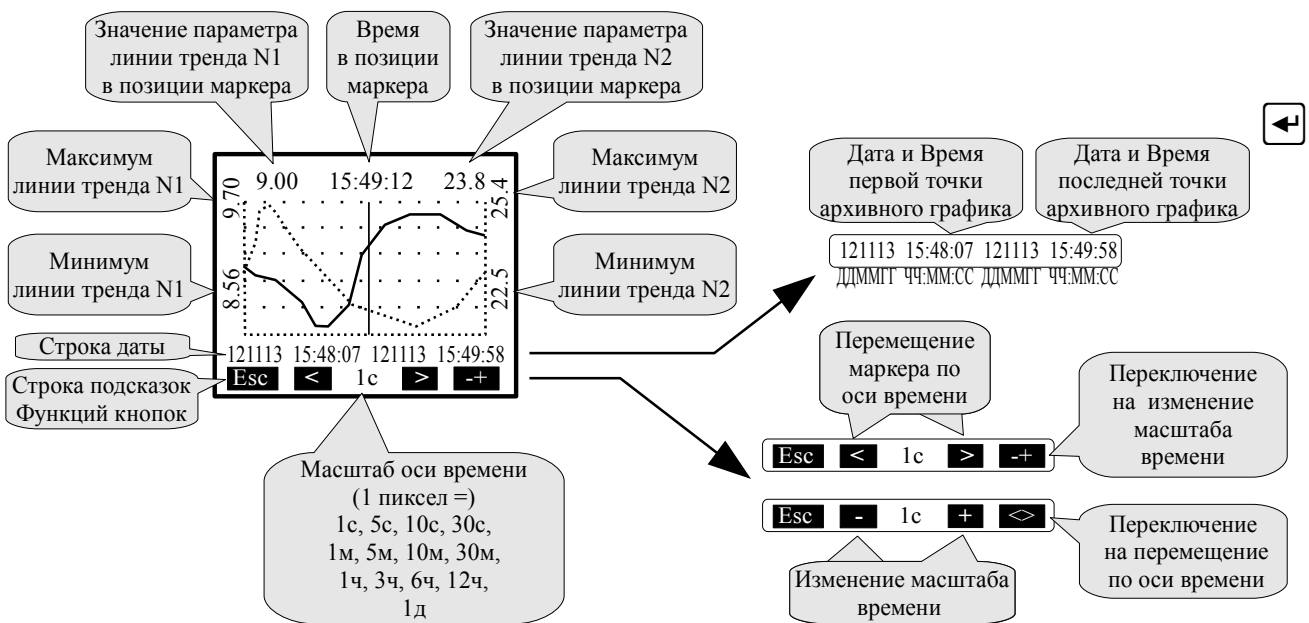 Значение параметра
линии тренда N1
в позиции маркера
Время
в позиции
маркера
Значение параметра
линии тренда N2
в позиции маркера
Максимум
линии тренда N1
Минимум
линии тренда N1
Строка даты
Строка подсказок
Функций кнопок
9.00 15:49:12 23.8
9.70
8.56
25.4
22.5
121113 15:48:07 121113 15:49:58
Esc < 1с > -+
Максимум
линии тренда N2
Минимум
линии тренда N2
Масштаб оси времени
(1 пиксел =)
1с, 5с, 10с, 30с,
1м, 5м, 10м, 30м,
1ч, 3ч, 6ч, 12ч,
1д
Дата и Время
первой точки
архивного графика
Дата и Время
последней точки
архивного графика
121113 15:48:07 121113 15:49:58
ДДММГГ ЧЧ:ММ:СС ДДММГГ ЧЧ:ММ:СС
Перемещение
маркера по
оси времени
Esc < 1с > -+
Переключение
на изменение
масштаба
времени
Esc - 1с + <>
Изменение масштаба
времени
Переключение
на перемещение
по оси времени